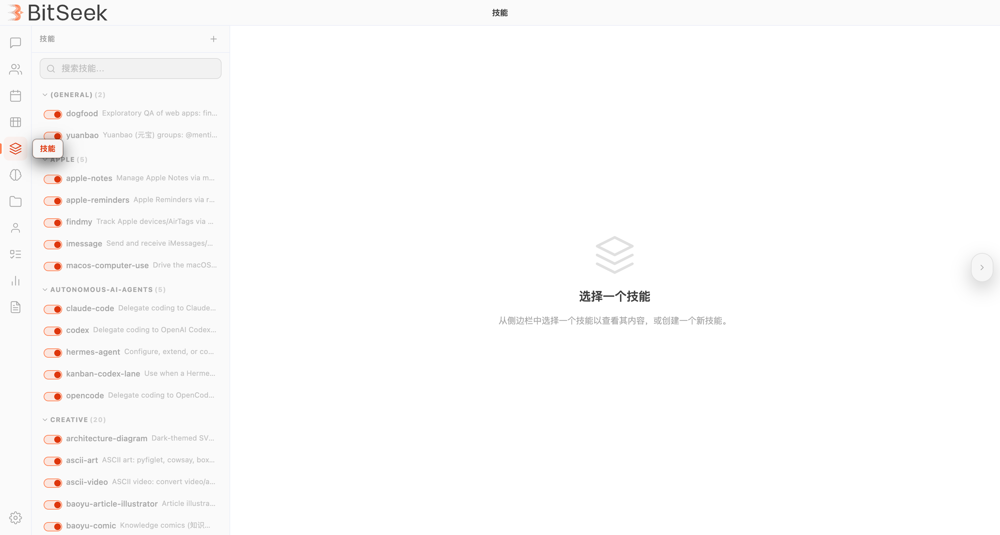 BitSeek
技能
技能
搜索技能...
(GENERAL) (2)
dogfood Exploratory QA of web apps: fin...
yuanbao Yuanbao (元宝) groups: @menti...
技能
APPLE (5)
apple-notes Manage Apple Notes via m...
apple-reminders Apple Reminders via r...
findmy Track Apple devices/AirTags via ...
imessage Send and receive iMessages/...
macos-computer-use Drive the macOS...
AUTONOMOUS-AI-AGENTS (5)
claude-code Delegate coding to Claude...
codex Delegate coding to OpenAI Codex...
hermes-agent Configure, extend, or co...
kanban-codex-lane Use when a Herme...
opencode Delegate coding to OpenCod...
CREATIVE (20)
architecture-diagram Dark-themed SV...
ascii-art ASCII art: pyfiglet, cowsay, box...
ascii-video ASCII video: convert video/a...
baoyu-article-illustrator Article illustra...
baoyu-comic Knowledge comics (知识...
选择一个技能
从侧边栏中选择一个技能以查看其内容，或创建一个新技能。